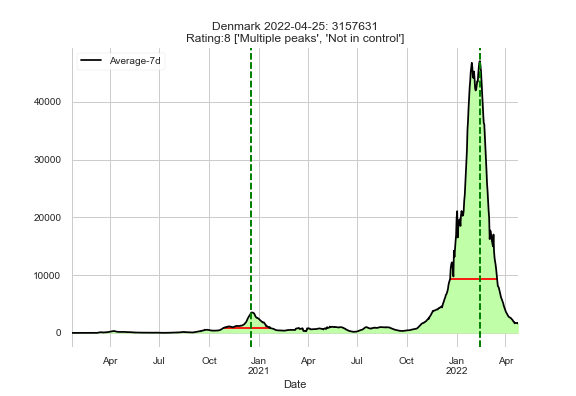 Denmark 2022-04-25: 3157631
Rating:8 ['Multiple peaks', 'Not in control']
Average-7d
40000
30000
20000
10000
0
Apr Jul Oct Jan Apr Jul Oct Jan Apr
2021 2022
Date